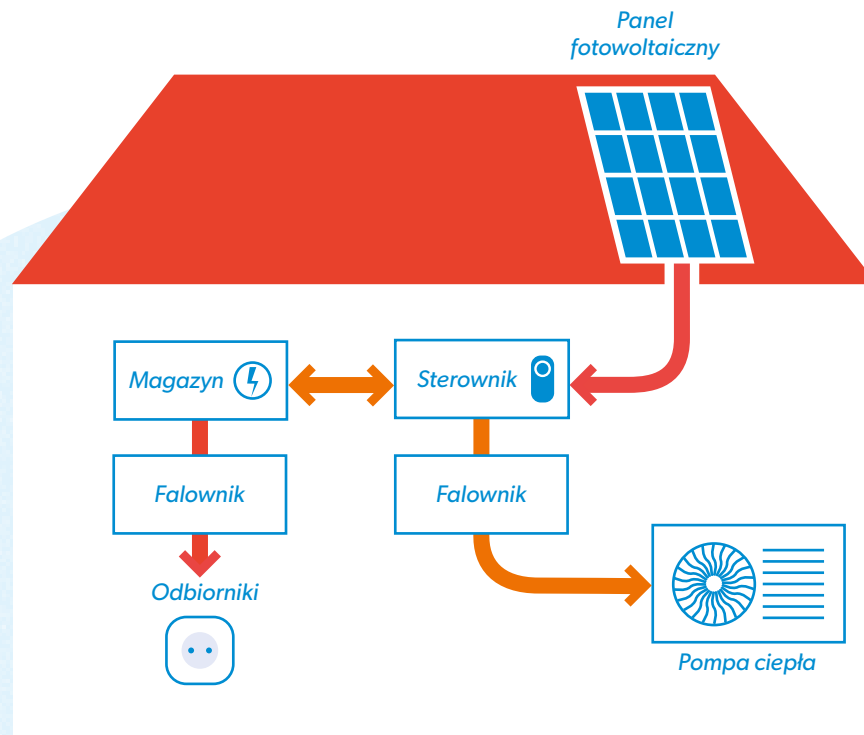 Panel
fotowoltaiczny
Magazyn
Sterownik
Falownik
Falownik
Odbiorniki
Pompa ciepła